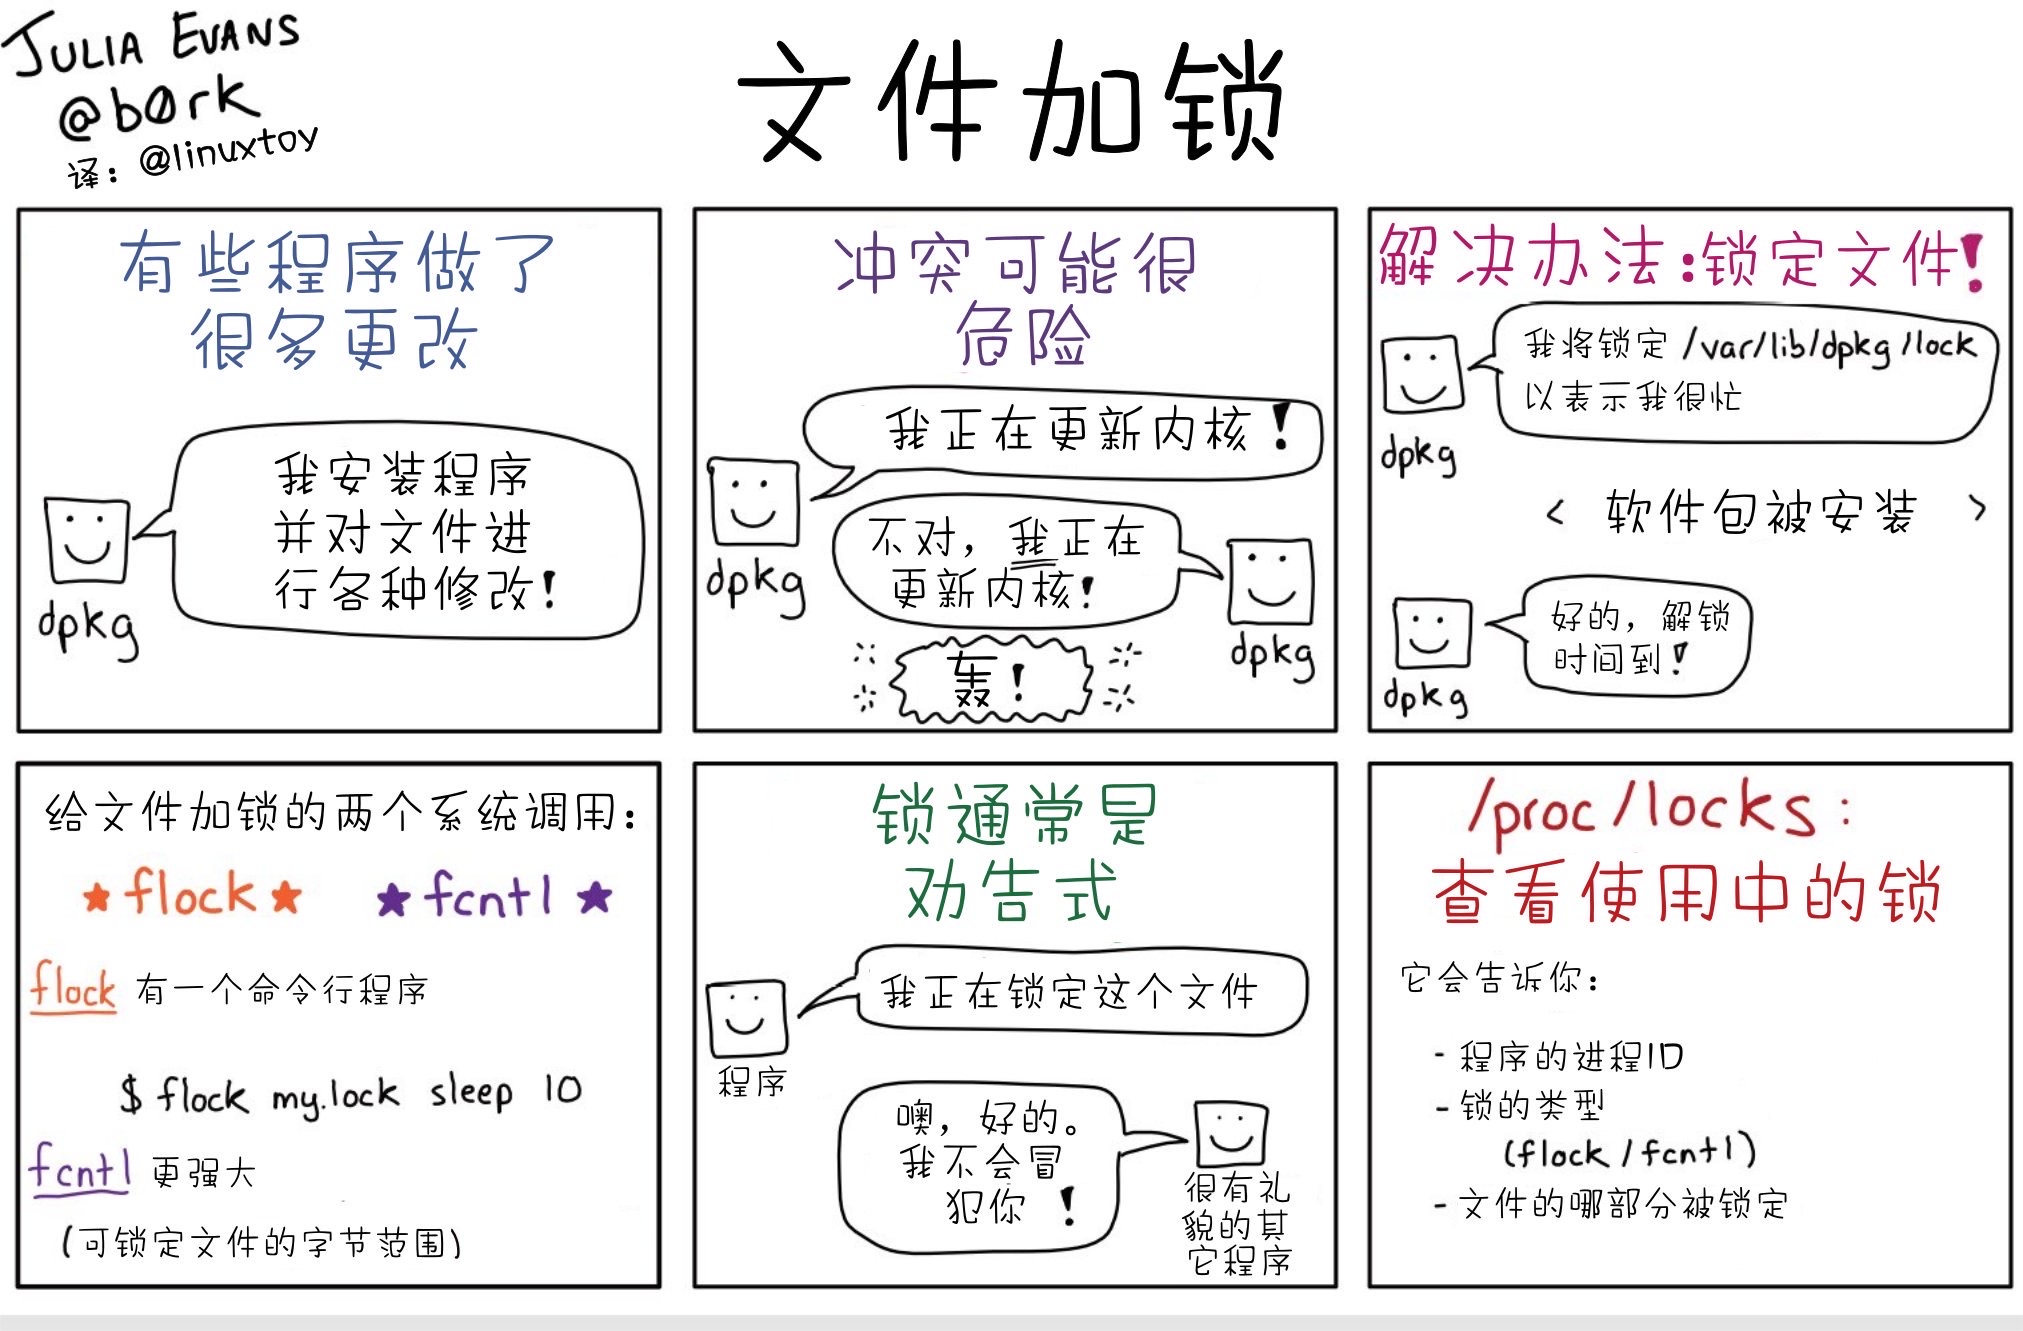 JULIA EVANS
@b0rk
译：@linuxtoy
文件加锁
有些程序做了
很多更改
我安装程序
并对文件进
行各种修改！
dpkg
冲突可能很
危险
我正在更新内核！
dpkg
不对，我正在
更新内核！
dpkg
轰！
解决办法:锁定文件！
我将锁定 /var/lib/dpkg/lock
以表示我很忙
dpkg
< 软件包被安装 >
好的，解锁
时间到！
dpkg
给文件加锁的两个系统调用：
★flock★ ★fcntl★
flock 有一个命令行程序
$ flock my.lock sleep 10
fcntl 更强大
(可锁定文件的字节范围)
锁通常是
劝告式
我正在锁定这个文件
程序
噢，好的。
我不会冒
犯你！
很有礼
貌的其
它程序
/proc/locks：
查看使用中的锁
它会告诉你：
- 程序的进程ID
- 锁的类型
(flock/fcntl)
- 文件的哪部分被锁定